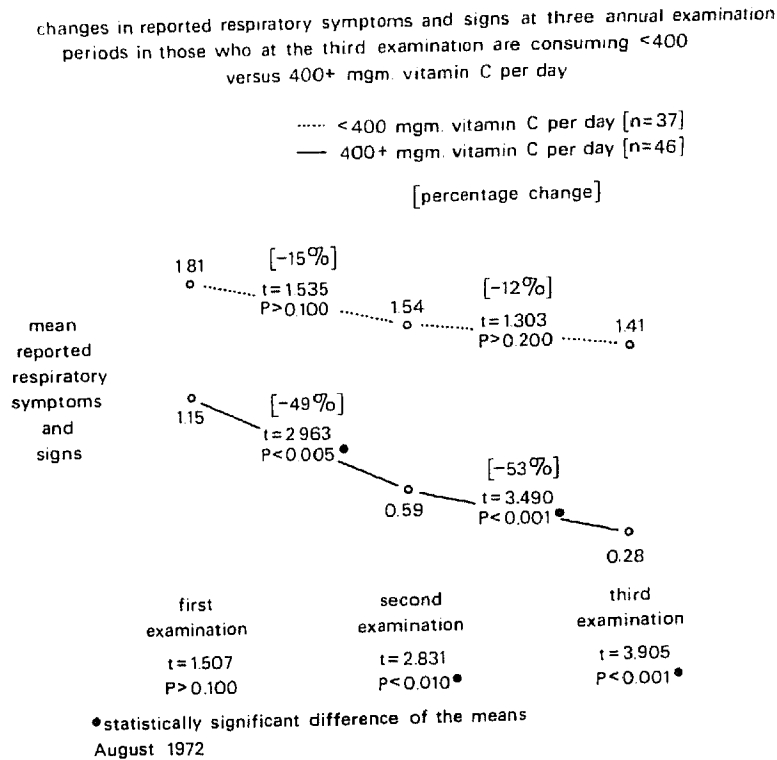 changes in reported respiratory symptoms and signs at three annual examination
periods in those who at the third examination are consuming <400
versus 400+ mgm. vitamin C per day
...... <400 mgm. vitamin C per day [n=37]
— 400+ mgm. vitamin C per day [n=46]
[percentage change]
1.81
[-15%]
t=1.535
P>0.100
1.54
[-12%]
t=1.303
P>0.200
1.41
mean
reported
respiratory
symptoms
and
signs
1.15
[-49%]
t=2.963
P<0.005●
0.59
[-53%]
t=3.490
P<0.001●
0.28
first
examination
t=1.507
P>0.100
second
examination
t=2.831
P<0.010●
third
examination
t=3.905
P<0.001●
●statistically significant difference of the means
August 1972